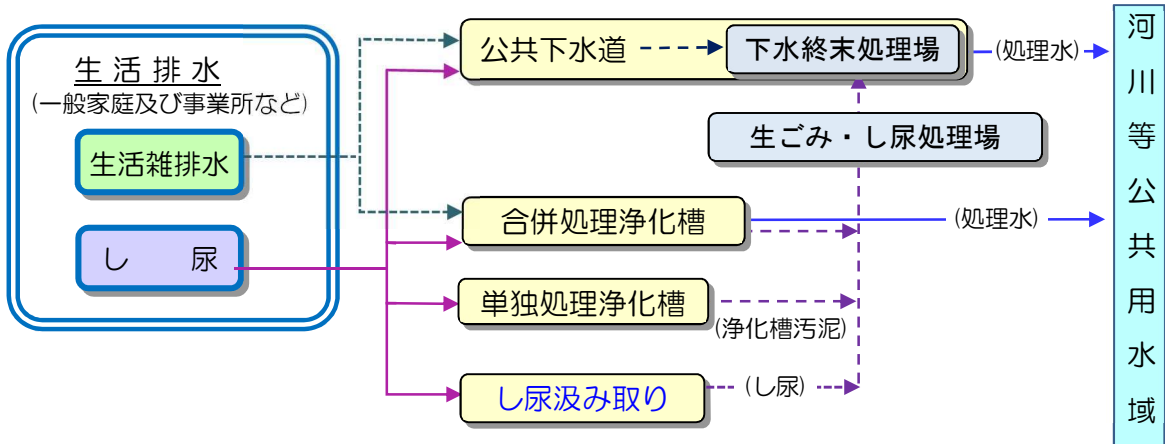 生活排水
(一般家庭及び事業所など)
生活雑排水
し 尿
公共下水道
下水終末処理場
(処理水)
生ごみ・し尿処理場
合併処理浄化槽
(処理水)
単独処理浄化槽
(浄化槽汚泥)
し尿汲み取り
(し尿)
河川等公共用水域